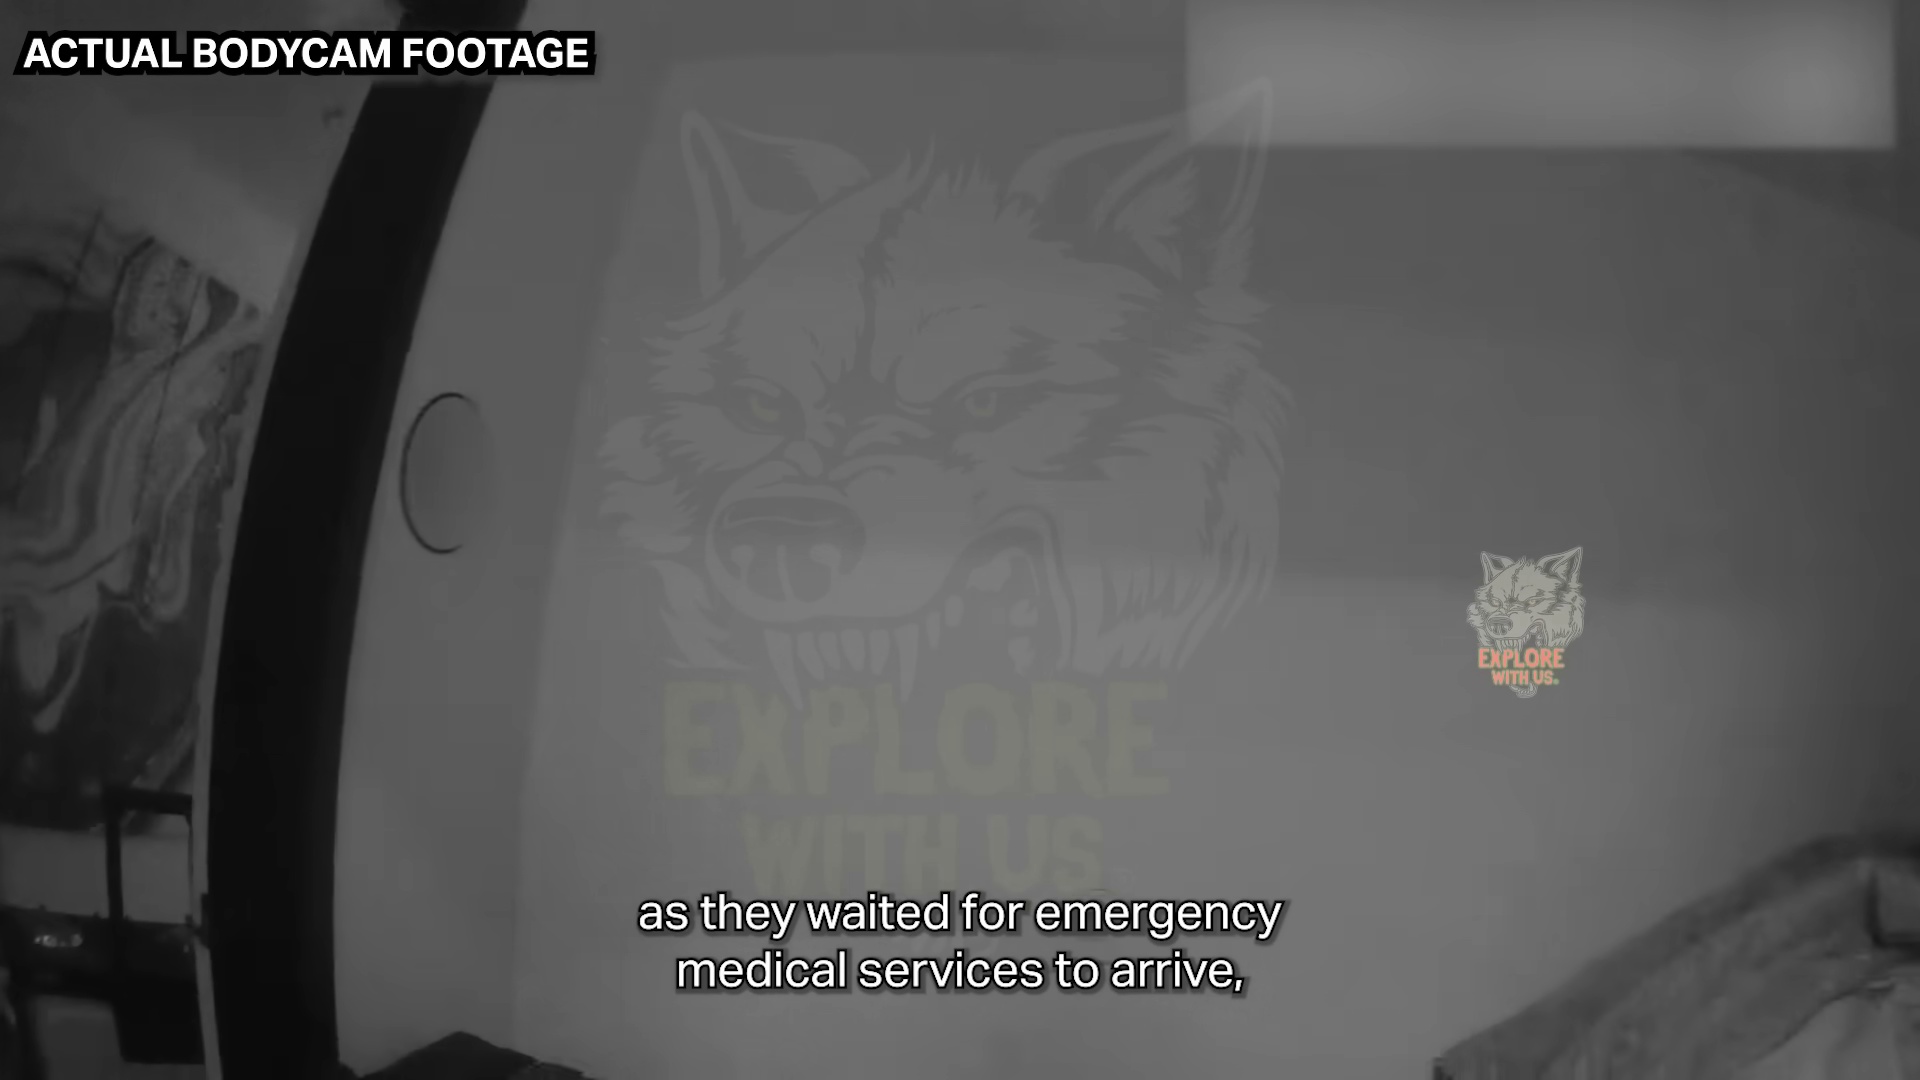 ACTUAL BODYCAM FOOTAGE
EXPLORE
WITH US.
EXPLORE
WITH US
as they waited for emergency
medical services to arrive,